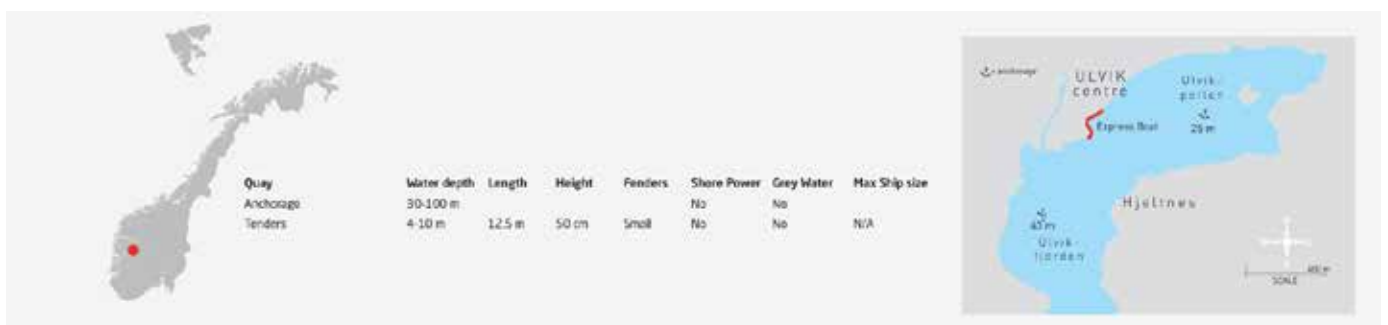 Quay Water depth Length Height Fenders Shore Power Grey Water Max Ship size
Anchorage 30-100 m No No
Tenders 4-10 m 12.5 m 50 cm Small No No N/A
= anchorage
ULVIK
centre
Ulvik-
pollen
Express Boat
25 m
Hjeltnes
Ulvik-
fjorden
SCALE